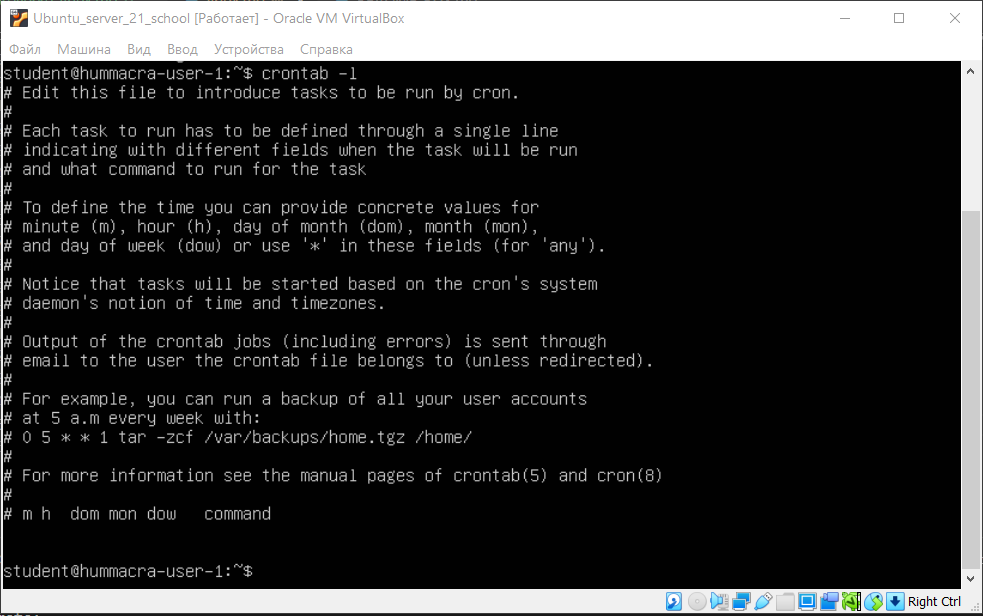 Ubuntu_server_21_school [Работает] - Oracle VM VirtualBox
Файл Машина Вид Ввод Устройства Справка
student@hummacra-user-1:~$ crontab -l
# Edit this file to introduce tasks to be run by cron.
#
# Each task to run has to be defined through a single line
# indicating with different fields when the task will be run
# and what command to run for the task
#
# To define the time you can provide concrete values for
# minute (m), hour (h), day of month (dom), month (mon),
# and day of week (dow) or use '*' in these fields (for 'any').
#
# Notice that tasks will be started based on the cron's system
# daemon's notion of time and timezones.
#
# Output of the crontab jobs (including errors) is sent through
# email to the user the crontab file belongs to (unless redirected).
#
# For example, you can run a backup of all your user accounts
# at 5 a.m every week with:
# 0 5 * * 1 tar -zcf /var/backups/home.tgz /home/
#
# For more information see the manual pages of crontab(5) and cron(8)
#
# m h  dom mon dow   command
student@hummacra-user-1:~$
Right Ctrl